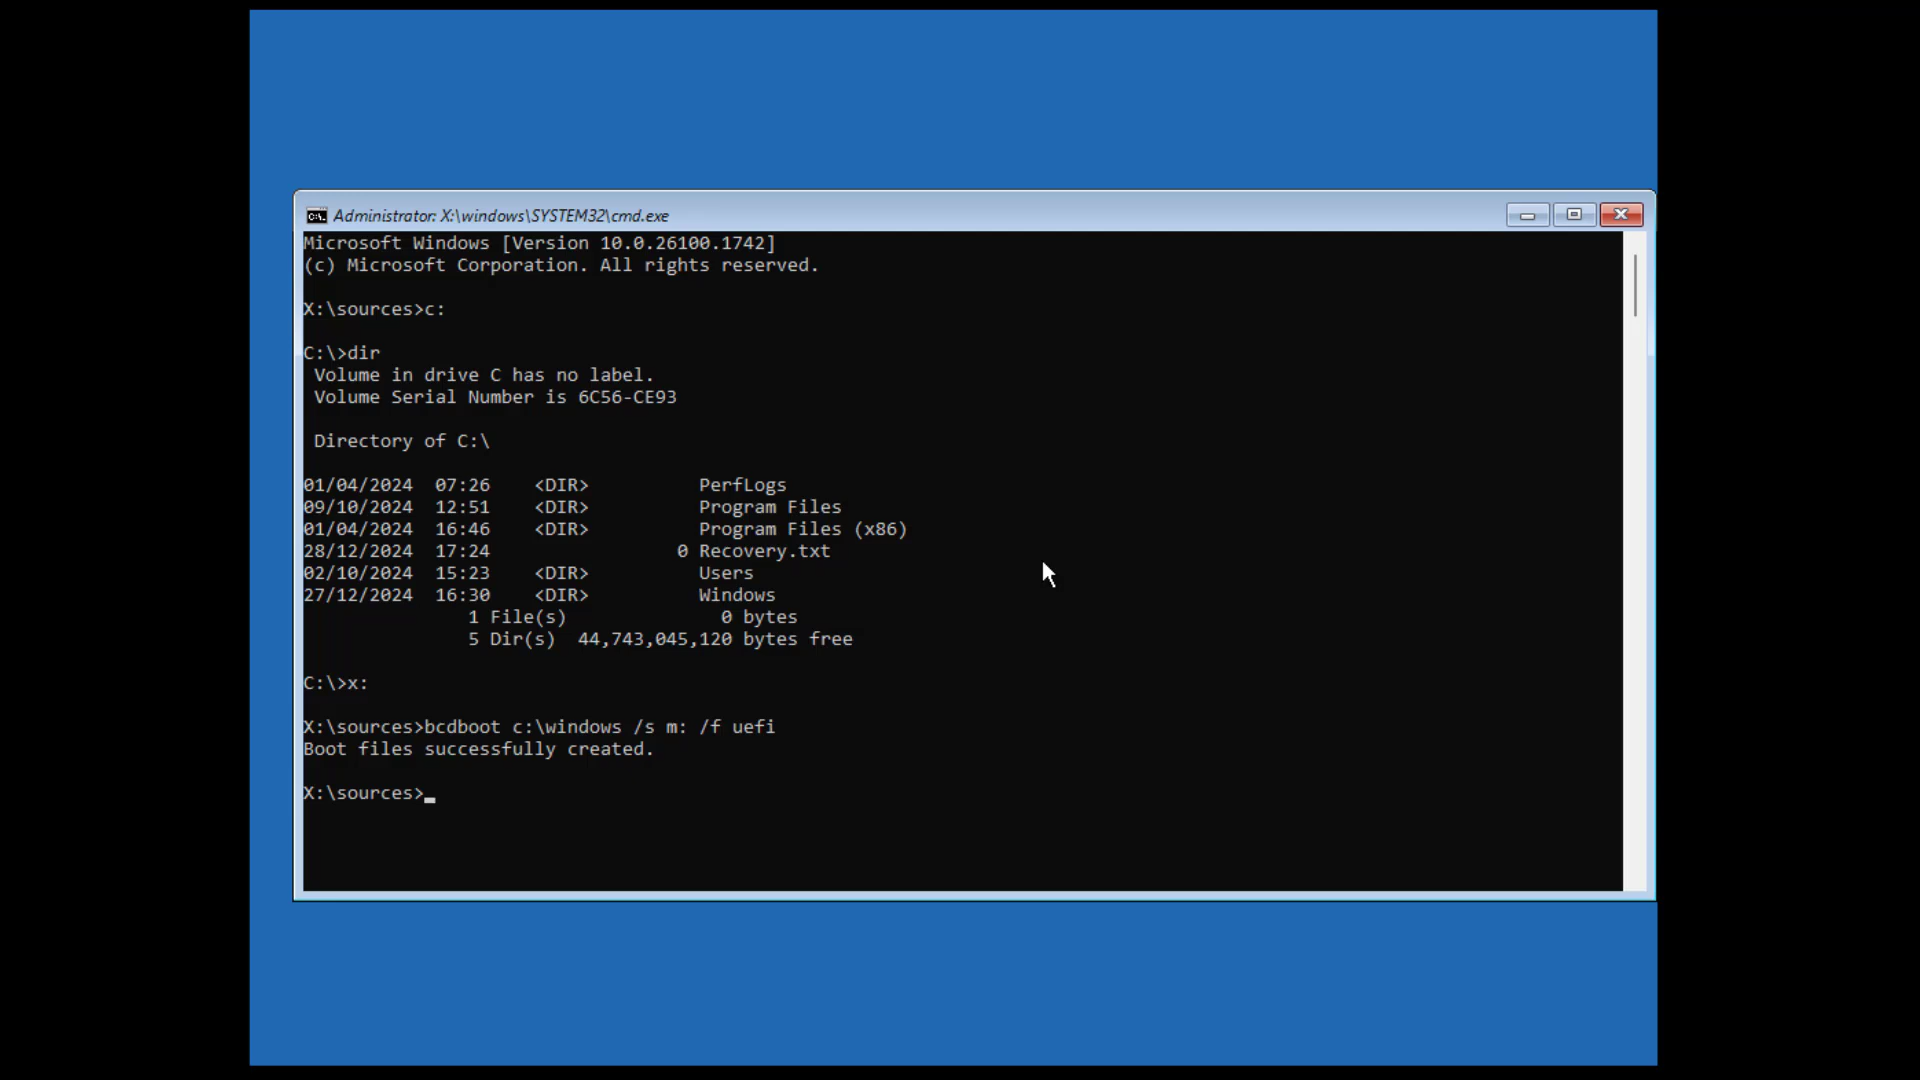 Administrator: X:\windows\SYSTEM32\cmd.exe
Microsoft Windows [Version 10.0.26100.1742]
(c) Microsoft Corporation. All rights reserved.
X:\sources>c:
C:\>dir
Volume in drive C has no label.
Volume Serial Number is 6C56-CE93
Directory of C:\
01/04/2024  07:26    <DIR>          PerfLogs
09/10/2024  12:51    <DIR>          Program Files
01/04/2024  16:46    <DIR>          Program Files (x86)
28/12/2024  17:24                 0 Recovery.txt
02/10/2024  15:23    <DIR>          Users
27/12/2024  16:30    <DIR>          Windows
1 File(s)              0 bytes
5 Dir(s)  44,743,045,120 bytes free
C:\>x:
X:\sources>bcdboot c:\windows /s m: /f uefi
Boot files successfully created.
X:\sources>